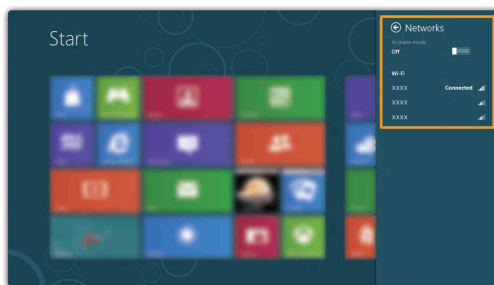 Start
Networks
Airplane mode
Off
Wi-Fi
XXXX Connected
XXXX
XXXX